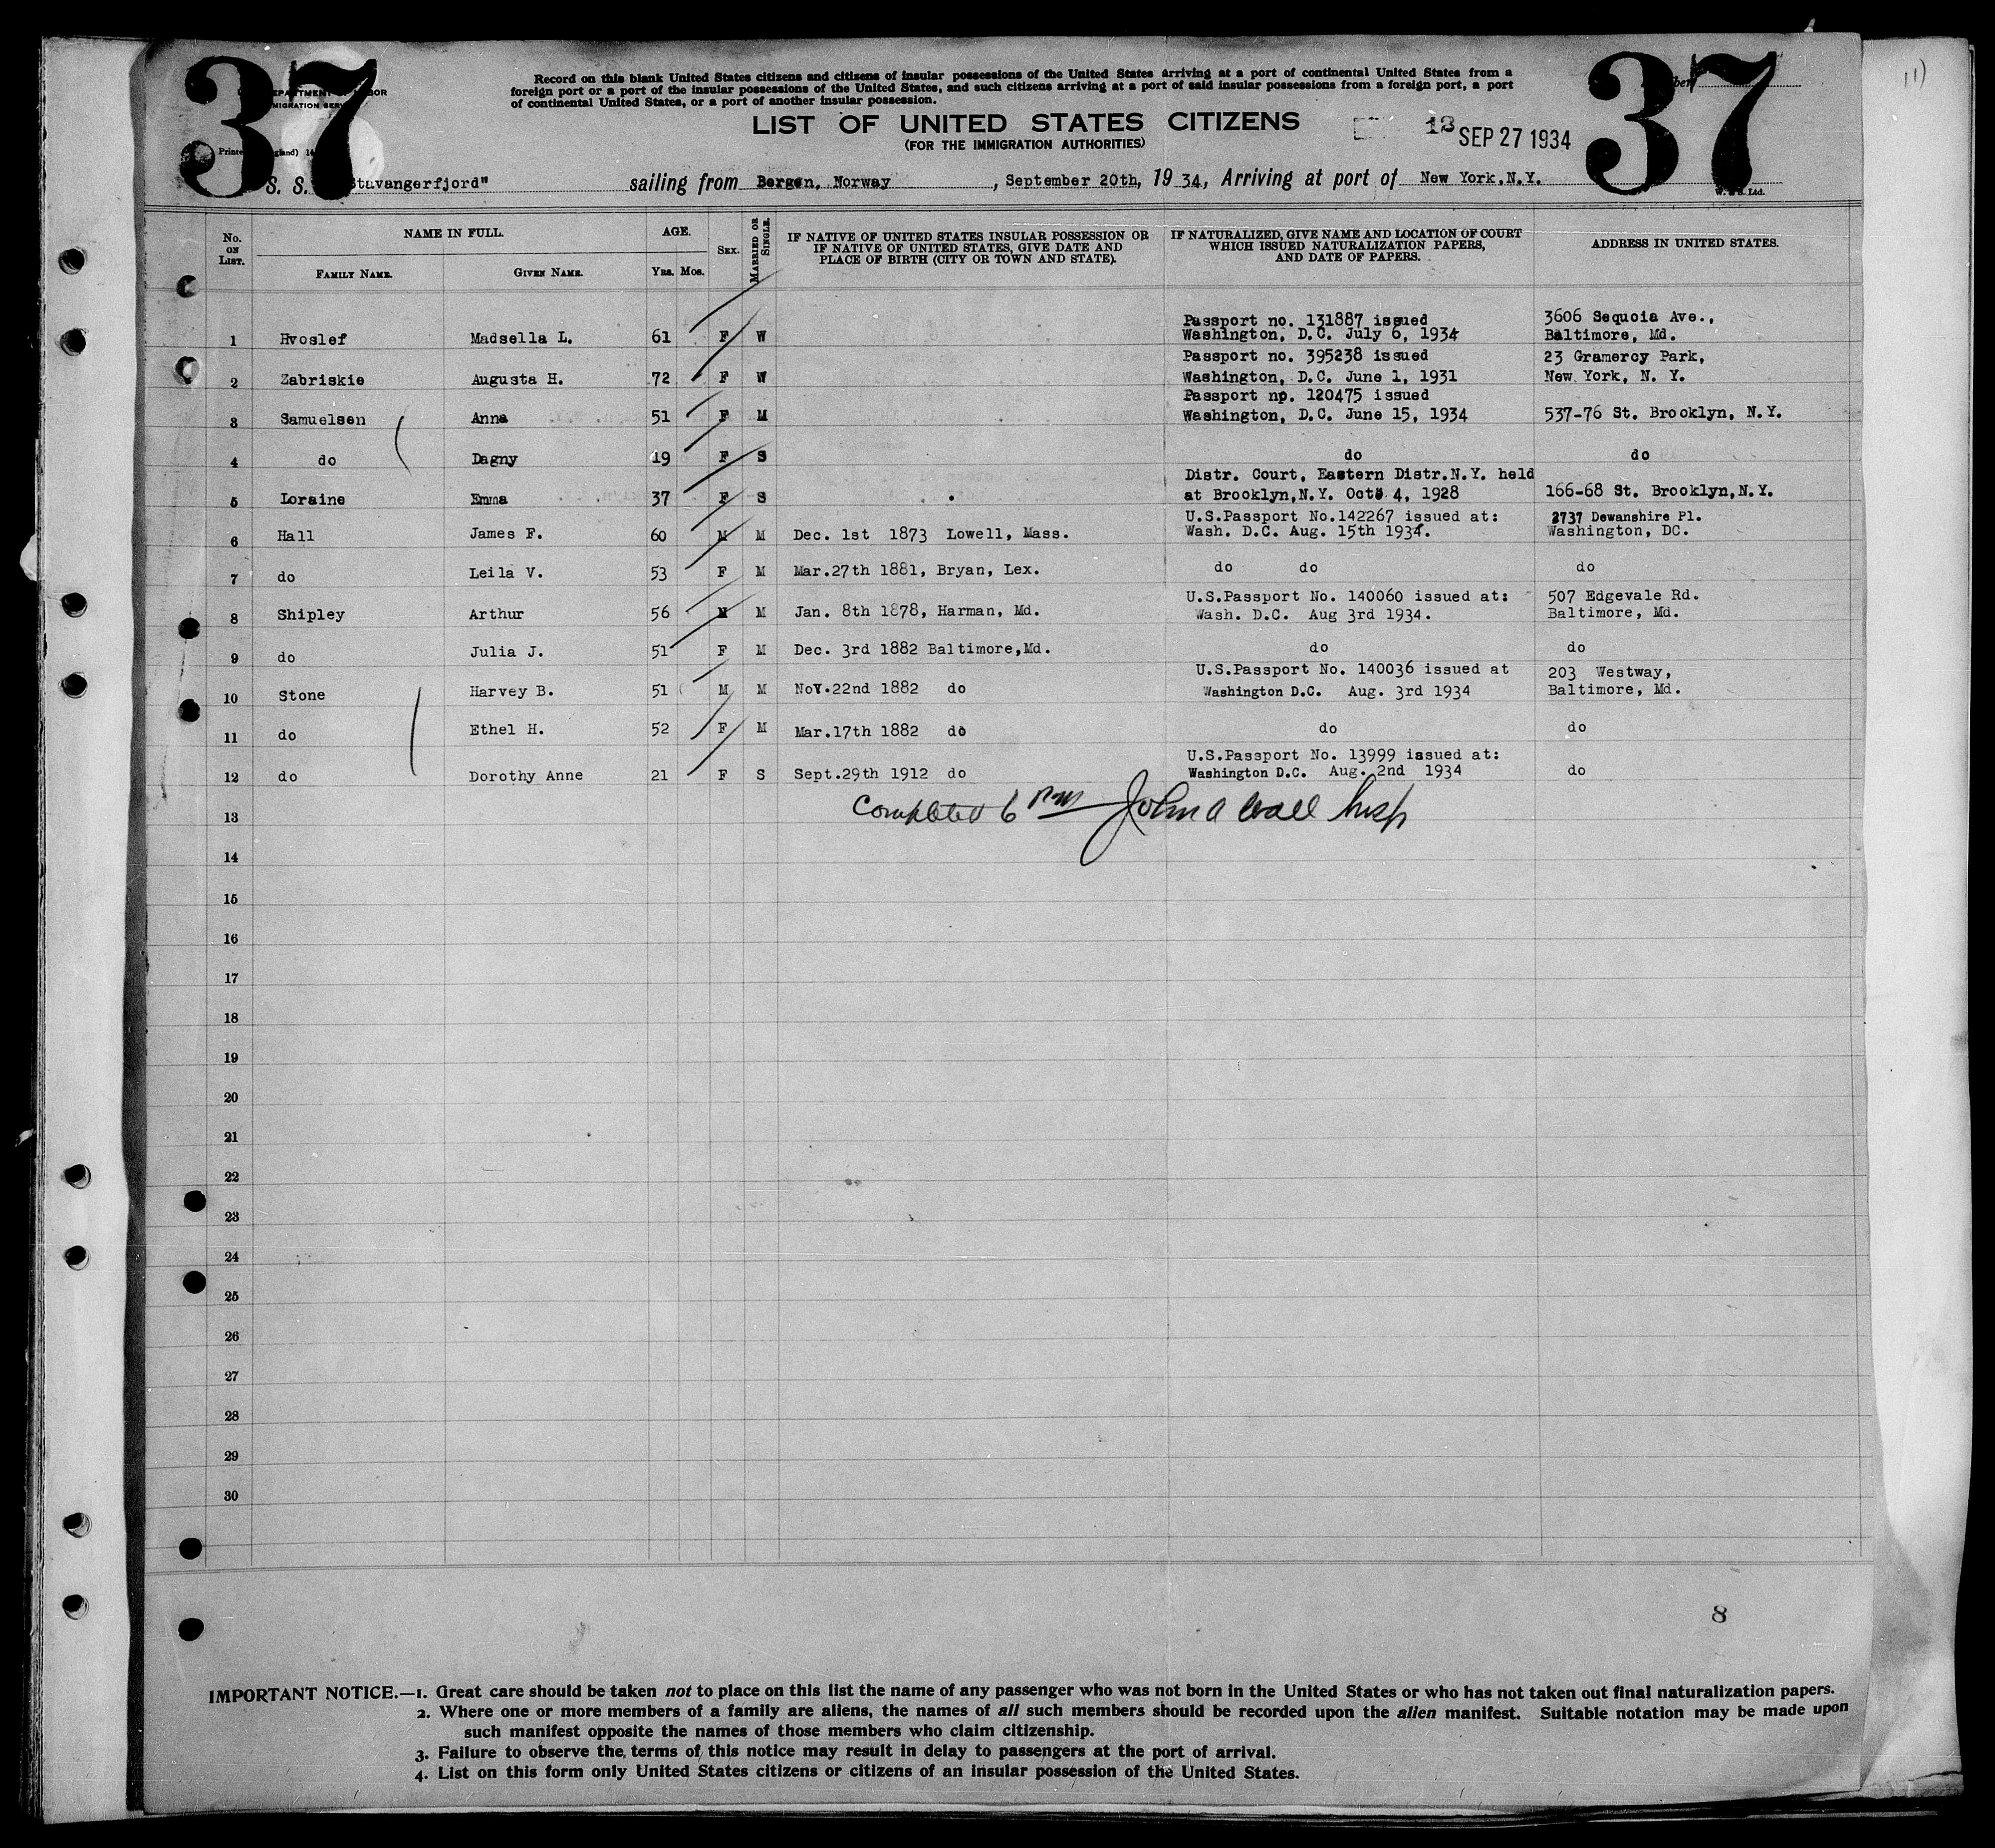 37
37
Record on this blank United States citizens and citizens of insular possessions of the United States arriving at a port of continental United States from a
foreign port or a port of the insular possessions of the United States, and such citizens arriving at a port of said insular possessions from a foreign port, a port
of continental United States, or a port of another insular possession.
LIST OF UNITED STATES CITIZENS
(FOR THE IMMIGRATION AUTHORITIES)
12 SEP 27 1934
S. S. Stavangerfjord" sailing from Bergen, Norway, September 20th, 1934, Arriving at port of New York, N.Y.
No. ON LIST. NAME IN FULL. AGE. SEX. MARRIED OR SINGLE. IF NATIVE OF UNITED STATES INSULAR POSSESSION OR IF NATIVE OF UNITED STATES, GIVE DATE AND PLACE OF BIRTH (CITY OR TOWN AND STATE). IF NATURALIZED, GIVE NAME AND LOCATION OF COURT WHICH ISSUED NATURALIZATION PAPERS, AND DATE OF PAPERS. ADDRESS IN UNITED STATES.
FAMILY NAME. GIVEN NAME. YRS. MOS.
Passport no. 131887 issued 3606 Sequoia Ave.,
1 Hvoslef Madsella L. 61 F W Washington, D.C. July 6, 1934 Baltimore, Md.
Passport no. 395238 issued 23 Gramercy Park,
2 Zabriskie Augusta H. 72 F W Washington, D.C. June 1, 1931 New York, N. Y.
Passport no. 120475 issued
3 Samuelsen Anna 51 F M Washington, D.C. June 15, 1934 537-76 St. Brooklyn, N.Y.
4 do Dagny 19 F S do do
Distr. Court, Eastern Distr.N.Y. held
5 Loraine Emma 37 F S at Brooklyn,N.Y. Oct. 4, 1928 166-68 St. Brooklyn,N.Y.
U.S.Passport No.142267 issued at: 2737 Dewanshire Pl.
6 Hall James F. 60 M M Dec. 1st 1873 Lowell, Mass. Wash. D.C. Aug. 15th 1934. Washington, DC.
7 do Leila V. 53 F M Mar.27th 1881, Bryan, Lex. do do do
U.S.Passport No. 140060 issued at: 507 Edgevale Rd.
8 Shipley Arthur 56 M M Jan. 8th 1878, Harman, Md. Wash. D.C. Aug 3rd 1934. Baltimore, Md.
9 do Julia J. 51 F M Dec. 3rd 1882 Baltimore,Md. do do
U.S.Passport No. 140036 issued at 203 Westway,
10 Stone Harvey B. 51 M M Nov.22nd 1882 do Washington D.C. Aug. 3rd 1934 Baltimore, Md.
11 do Ethel H. 52 F M Mar.17th 1882 do do do
U.S.Passport No. 13999 issued at:
12 do Dorothy Anne 21 F S Sept.29th 1912 do Washington D.C. Aug. 2nd 1934 do
Completed 6 PM John A Wall Insp
13
14
15
16
17
18
19
20
21
22
23
24
25
26
27
28
29
30
8
IMPORTANT NOTICE.—1. Great care should be taken not to place on this list the name of any passenger who was not born in the United States or who has not taken out final naturalization papers.
2. Where one or more members of a family are aliens, the names of all such members should be recorded upon the alien manifest. Suitable notation may be made upon
such manifest opposite the names of those members who claim citizenship.
3. Failure to observe the terms of this notice may result in delay to passengers at the port of arrival.
4. List on this form only United States citizens or citizens of an insular possession of the United States.